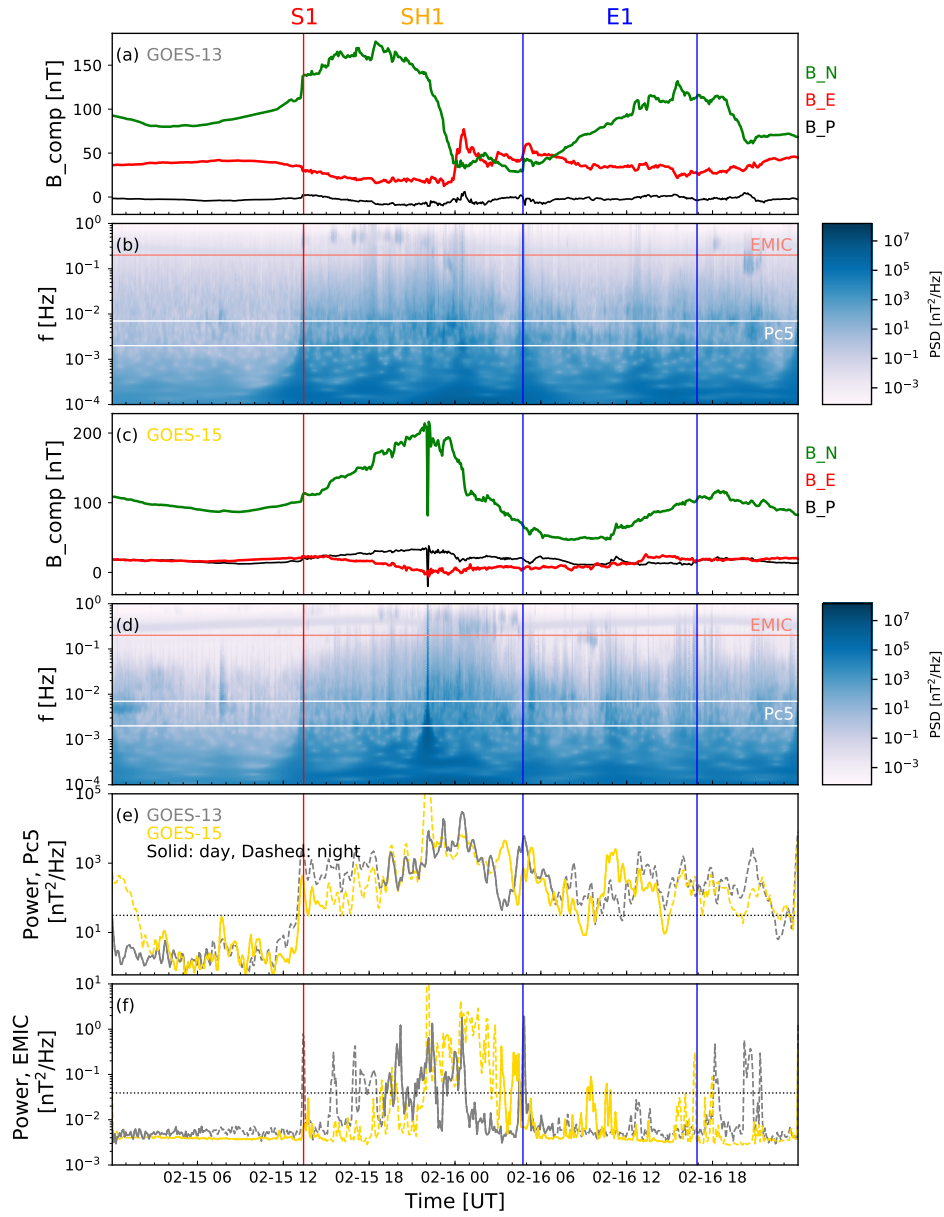 S1 SH1 E1
(a) GOES-13
B_comp [nT]
150
100
50
0
B_N
B_E
B_P
(b)
EMIC
Pc5
f [Hz]
10^0
10^-1
10^-2
10^-3
10^-4
10^7
10^5
10^3
10^1
10^-1
10^-3
PSD [nT^2/Hz]
(c) GOES-15
B_comp [nT]
200
100
0
B_N
B_E
B_P
(d)
EMIC
Pc5
f [Hz]
10^0
10^-1
10^-2
10^-3
10^-4
10^7
10^5
10^3
10^1
10^-1
10^-3
PSD [nT^2/Hz]
(e) GOES-13
GOES-15
Solid: day, Dashed: night
Power, Pc5
[nT^2/Hz]
10^5
10^3
10^1
(f)
Power, EMIC
[nT^2/Hz]
10^1
10^0
10^-1
10^-2
10^-3
02-15 06 02-15 12 02-15 18 02-16 00 02-16 06 02-16 12 02-16 18
Time [UT]